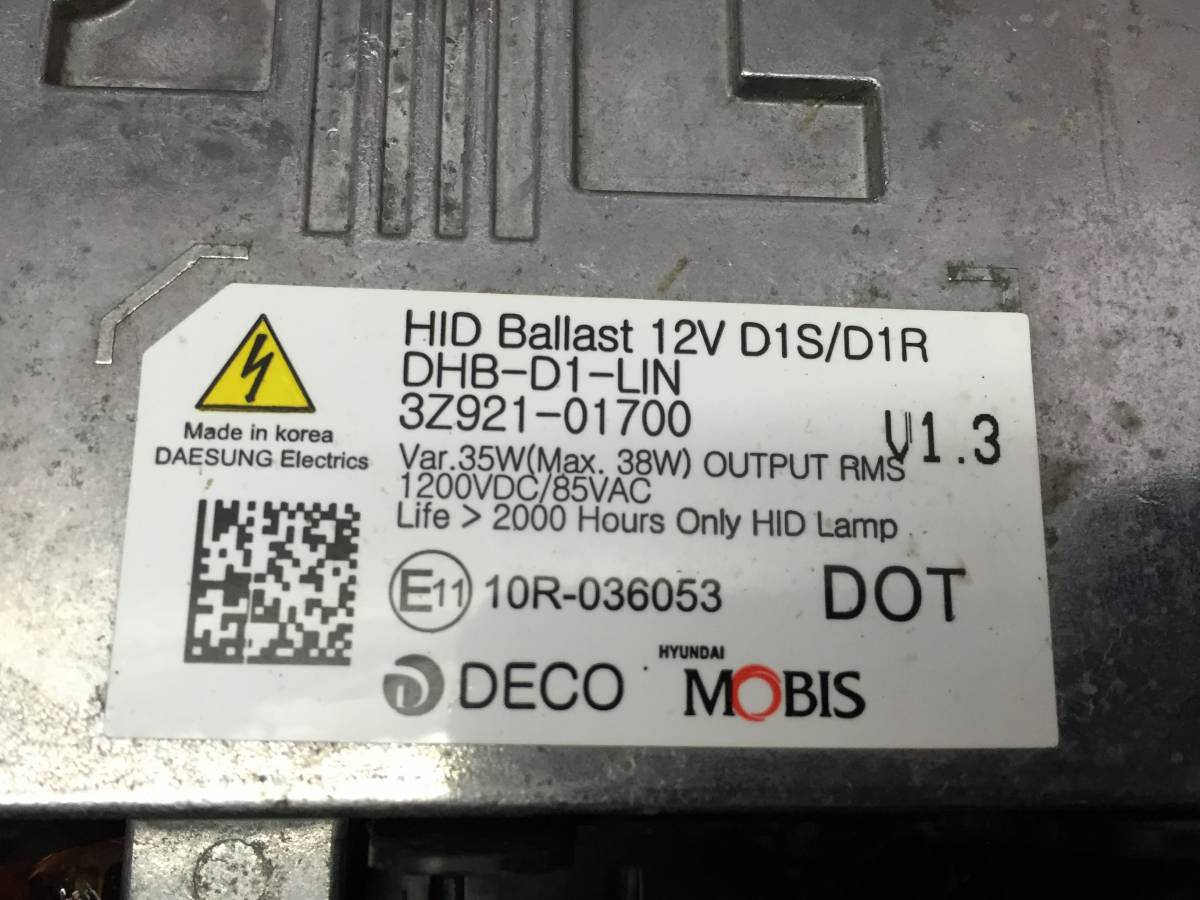 HID Ballast 12V D1S/D1R
DHB-D1-LIN
3Z921-01700
V1.3
Made in korea
DAESUNG Electrics
Var.35W(Max. 38W) OUTPUT RMS
1200VDC/85VAC
Life > 2000 Hours Only HID Lamp
E11 10R-036053
DOT
DECO
HYUNDAI
MOBIS